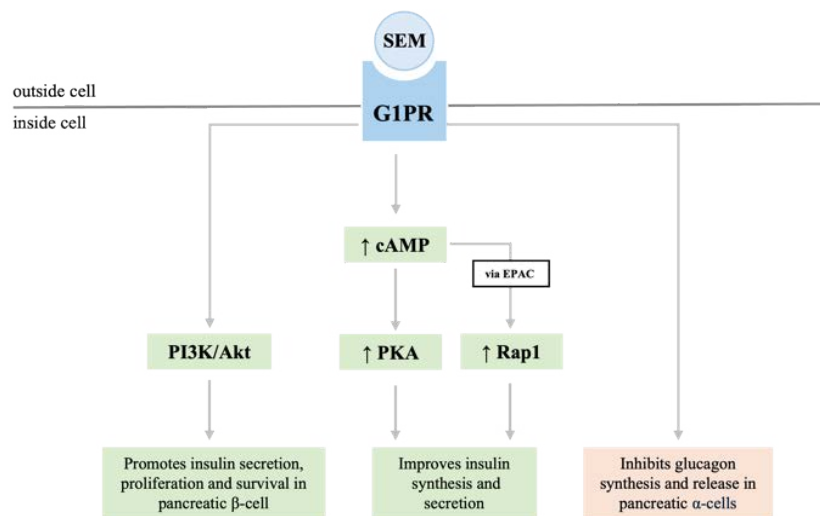 SEM
outside cell
inside cell
G1PR
↑ cAMP
via EPAC
PI3K/Akt
↑ PKA
↑ Rap1
Promotes insulin secretion,
proliferation and survival in
pancreatic β-cell
Improves insulin
synthesis and
secretion
Inhibits glucagon
synthesis and release in
pancreatic α-cells